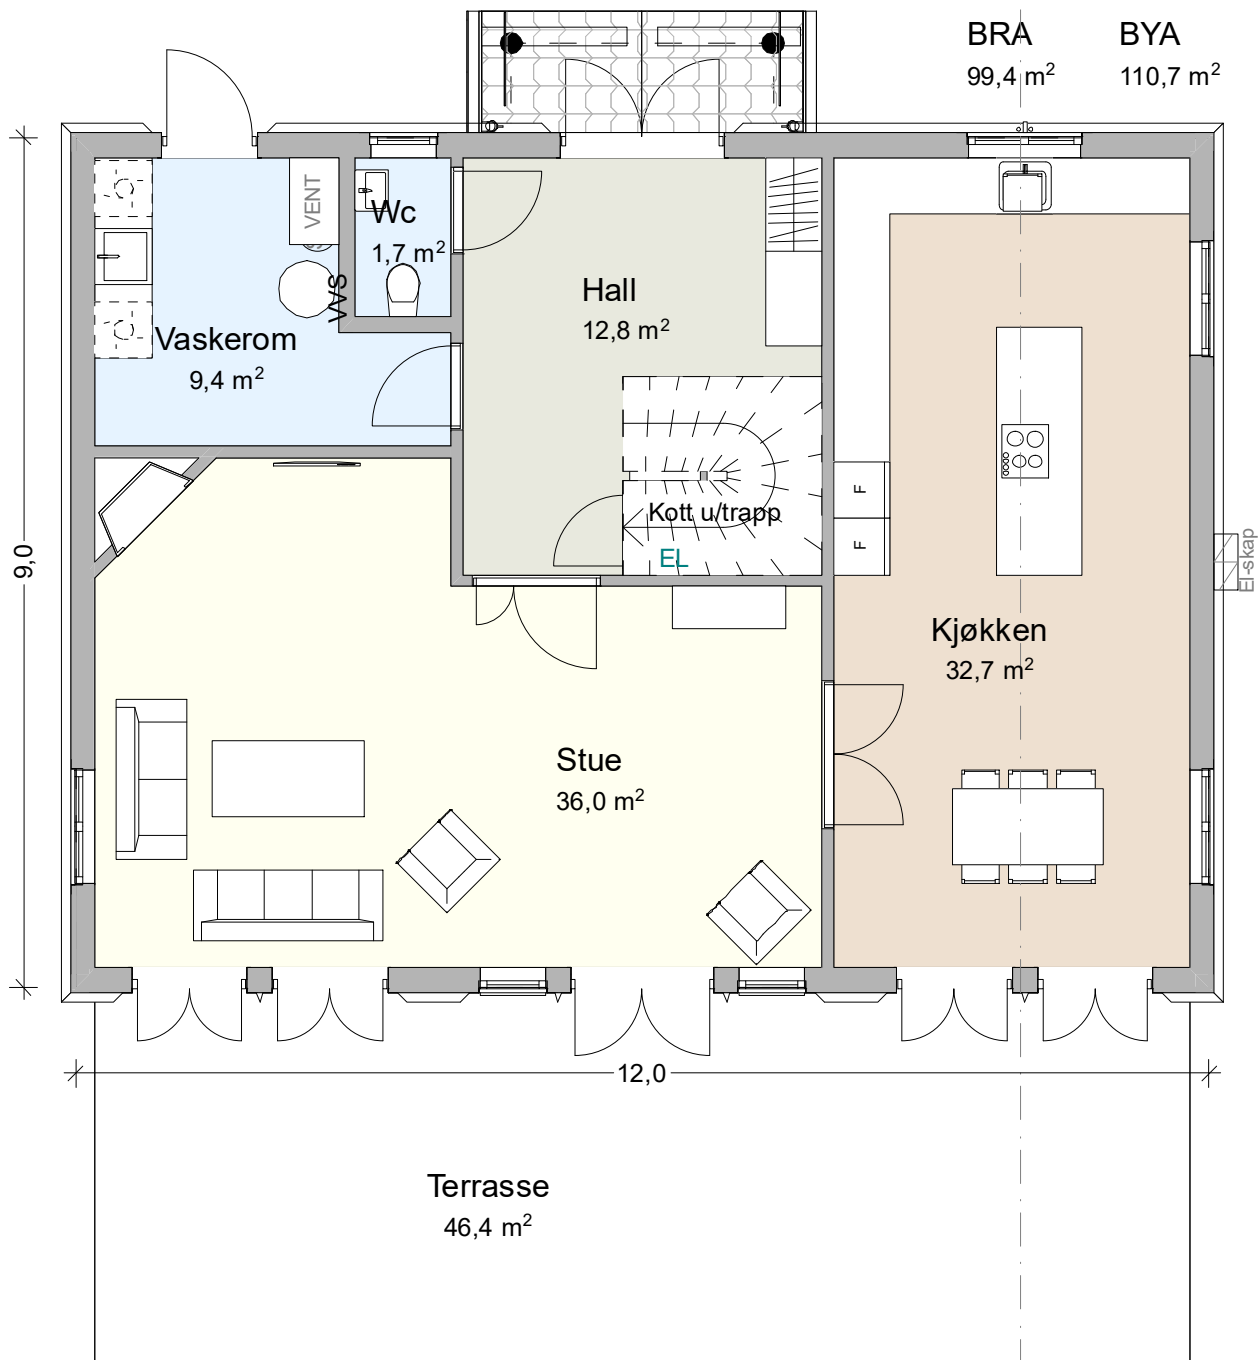 BRA
99,4 m²
BYA
110,7 m²
VENT
Wc
1,7 m²
VVS
Hall
12,8 m²
Vaskerom
9,4 m²
F
F
Kott u/trapp
EL
9,0
El-skap
Kjøkken
32,7 m²
Stue
36,0 m²
12,0
Terrasse
46,4 m²